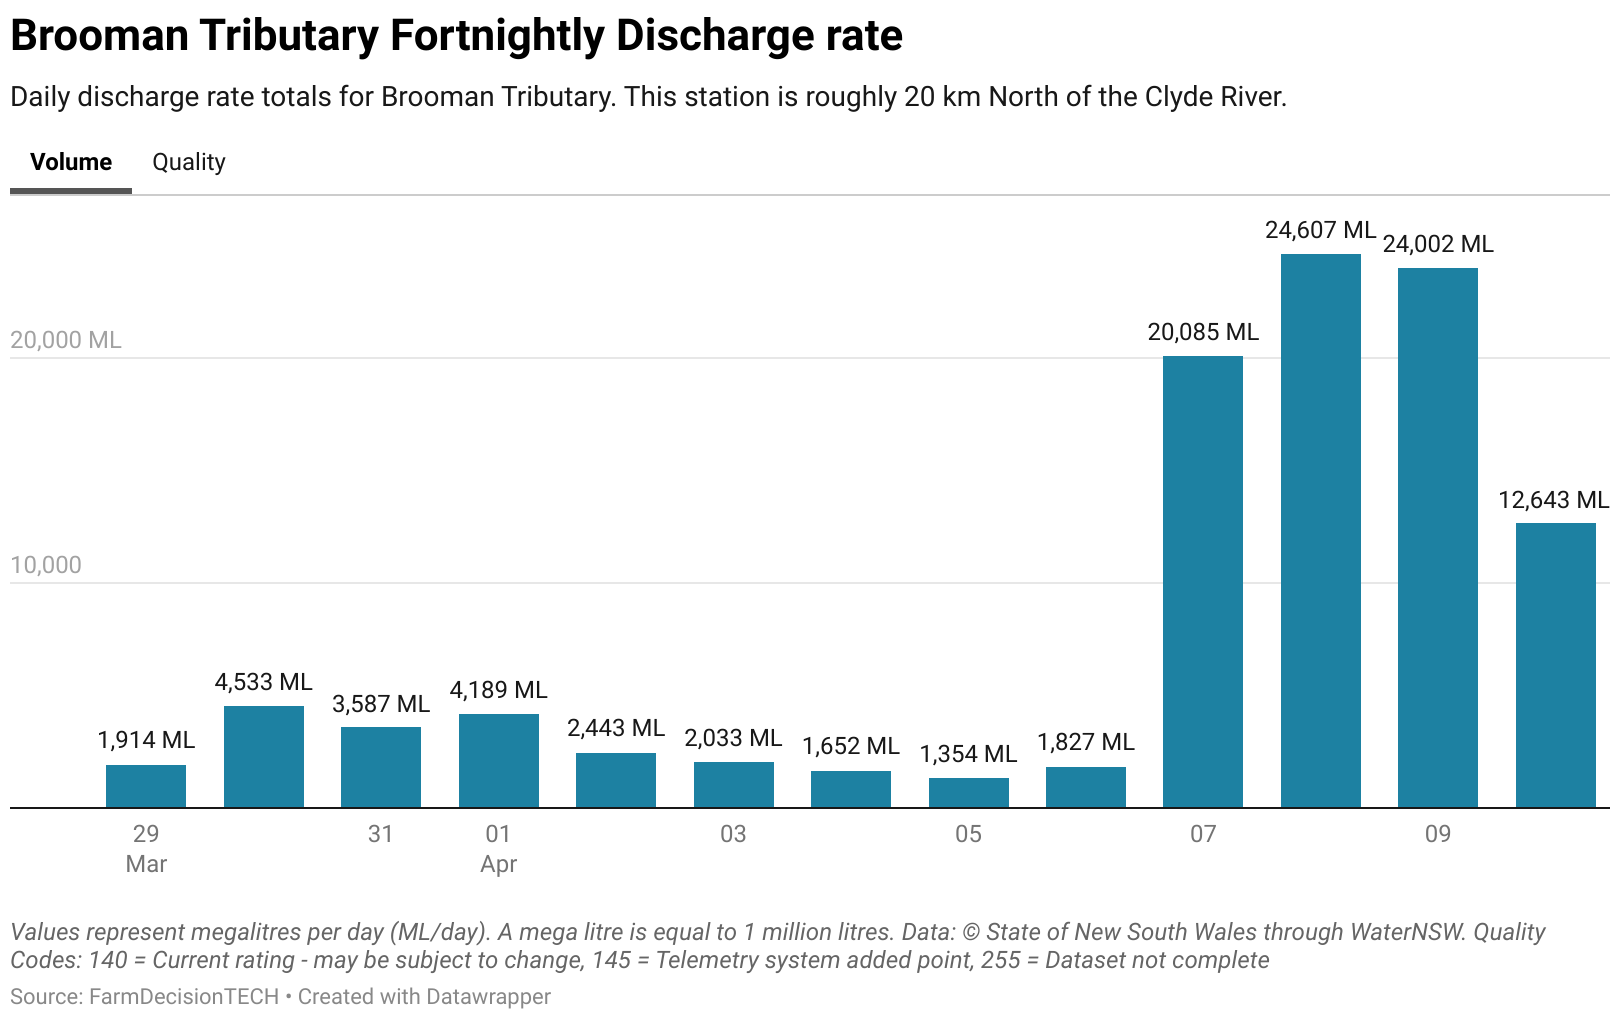 Brooman Tributary Fortnightly Discharge rate
Daily discharge rate totals for Brooman Tributary. This station is roughly 20 km North of the Clyde River.
Volume Quality
24,607 ML
24,002 ML
20,085 ML
20,000 ML
12,643 ML
10,000
4,533 ML
4,189 ML
3,587 ML
2,443 ML
2,033 ML
1,914 ML
1,827 ML
1,652 ML
1,354 ML
29 31 01 03 05 07 09
Mar Apr
Values represent megalitres per day (ML/day). A mega litre is equal to 1 million litres. Data: © State of New South Wales through WaterNSW. Quality
Codes: 140 = Current rating - may be subject to change, 145 = Telemetry system added point, 255 = Dataset not complete
Source: FarmDecisionTECH • Created with Datawrapper